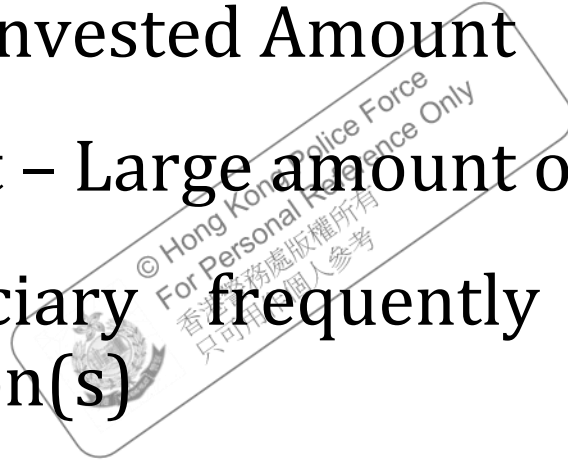 nvested Amount
– Large amount o
ciary frequently
n(s)
© Hong Kong Police Force
For Personal Reference Only
香港警務處版權所有
只可用作個人參考